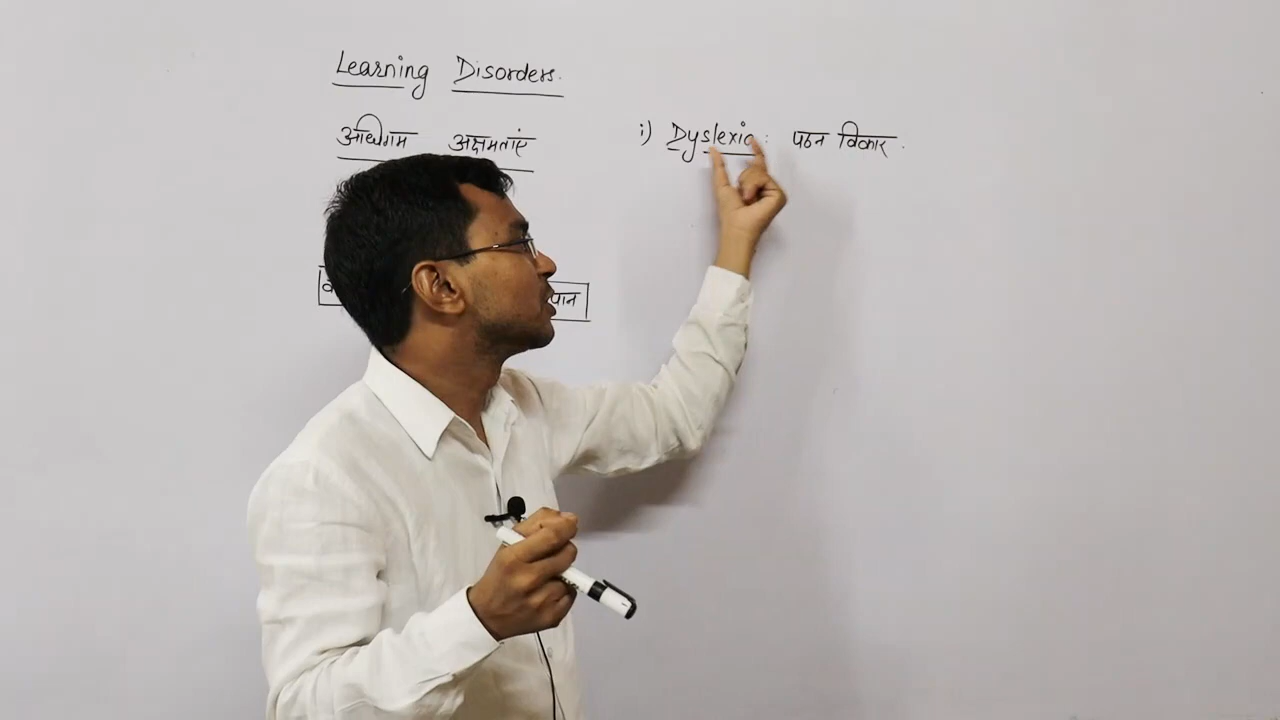 Learning Disorders.
अधिगम अक्षमताएं
i) Dyslexia: पठन विकार.